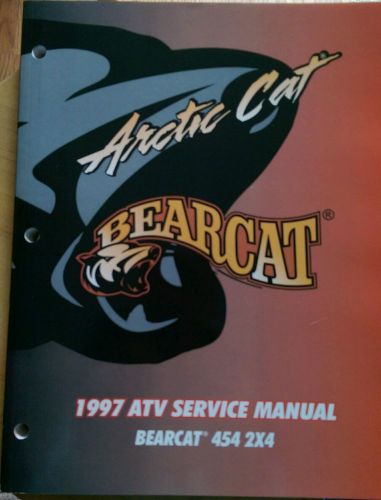 Arctic Cat®
BEARCAT®
1997 ATV SERVICE MANUAL
BEARCAT® 454 2X4